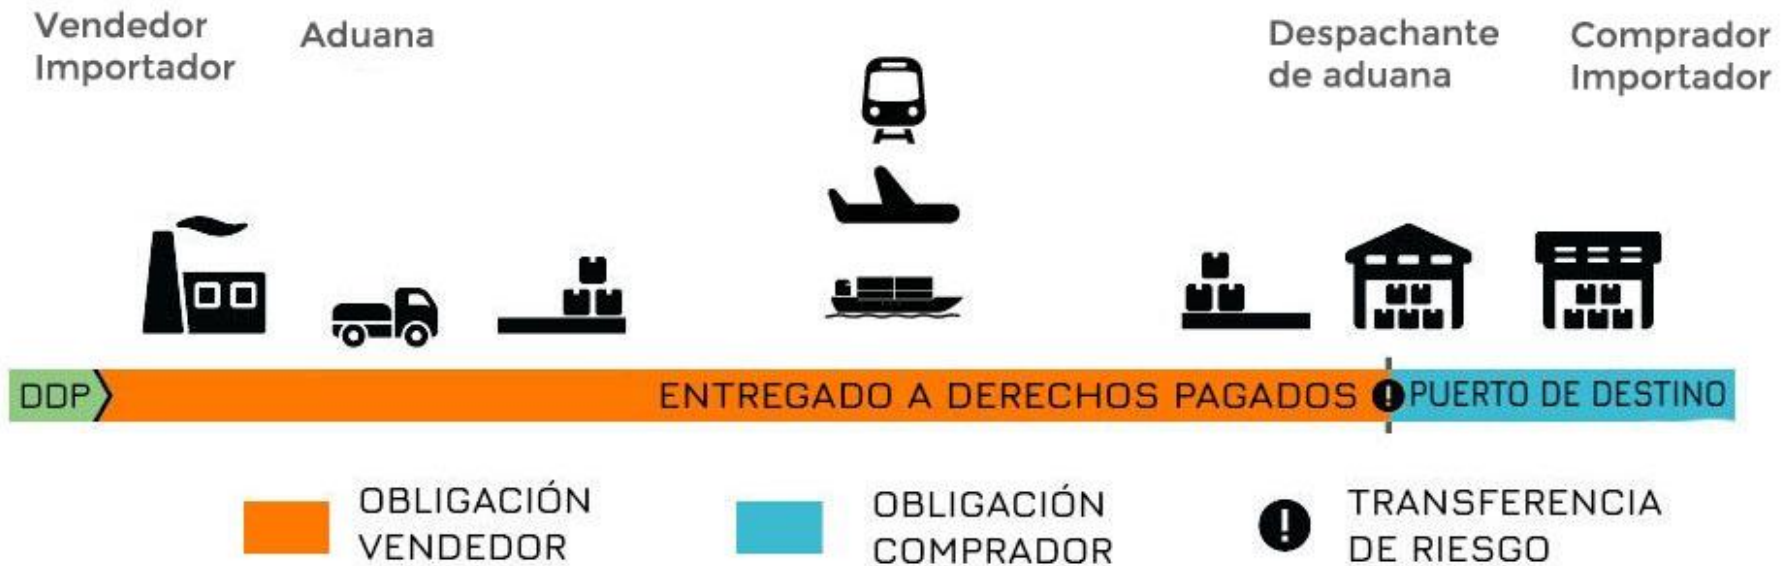 Vendedor
Importador
Aduana
Despachante
de aduana
Comprador
Importador
DDP
ENTREGADO A DERECHOS PAGADOS
PUERTO DE DESTINO
OBLIGACIÓN
VENDEDOR
OBLIGACIÓN
COMPRADOR
TRANSFERENCIA
DE RIESGO